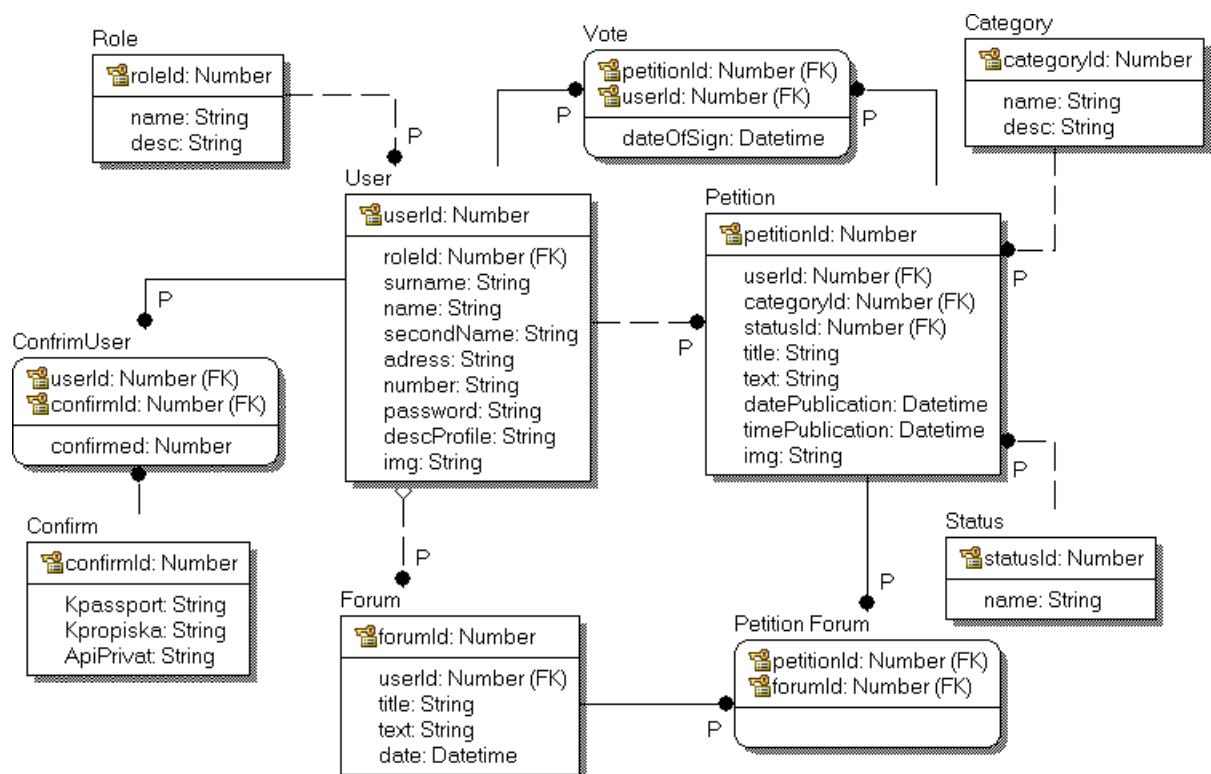 Role
roleId: Number
name: String
desc: String
P
Vote
petitionId: Number (FK)
userId: Number (FK)
dateOfSign: Datetime
P
P
Category
categoryId: Number
name: String
desc: String
P
User
userId: Number
roleId: Number (FK)
surname: String
name: String
secondName: String
adress: String
number: String
password: String
descProfile: String
img: String
P
Petition
petitionId: Number
userId: Number (FK)
categoryId: Number (FK)
statusId: Number (FK)
title: String
text: String
datePublication: Datetime
timePublication: Datetime
img: String
P
P
ConfrimUser
userId: Number (FK)
confirmId: Number (FK)
confirmed: Number
Confirm
confirmId: Number
Kpassport: String
Kpropiska: String
ApiPrivat: String
P
Forum
forumId: Number
userId: Number (FK)
title: String
text: String
date: Datetime
P
Status
statusId: Number
name: String
P
Petition Forum
petitionId: Number (FK)
forumId: Number (FK)
P